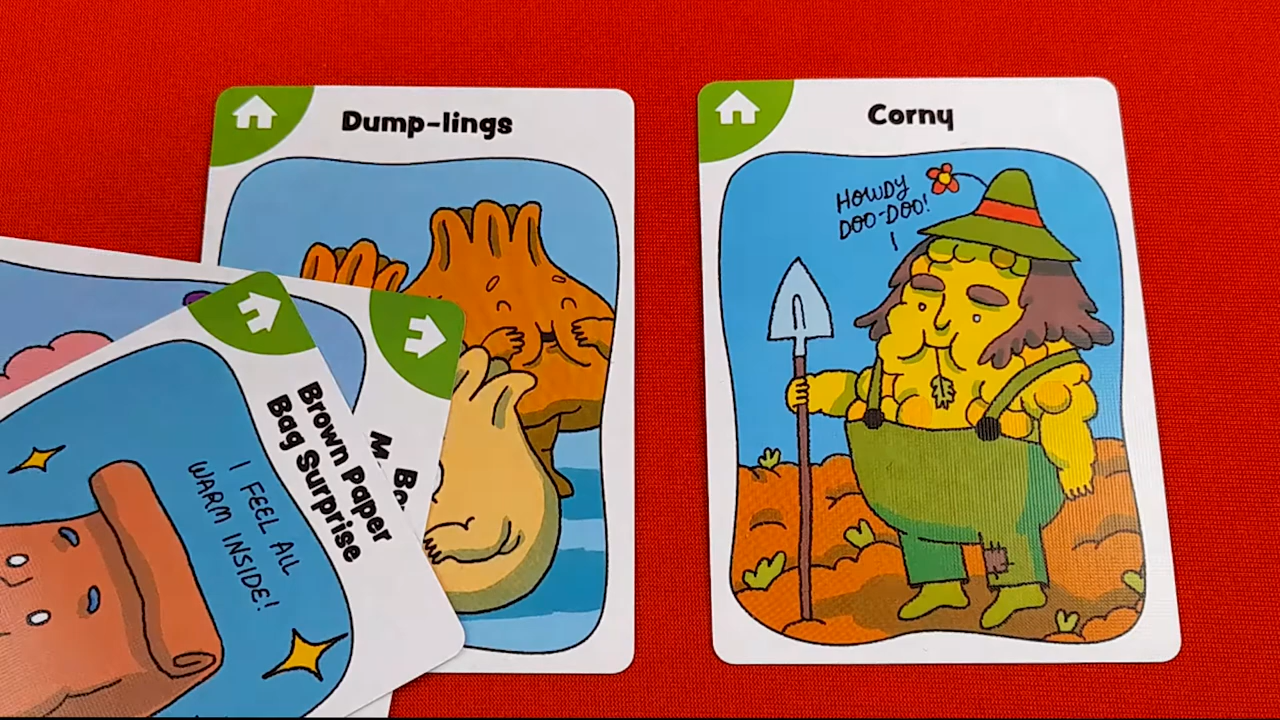 Dump-lings
Corny
HOWDY
DOO-DOO!
Brown Paper
Bag Surprise
I FEEL ALL
WARM INSIDE!